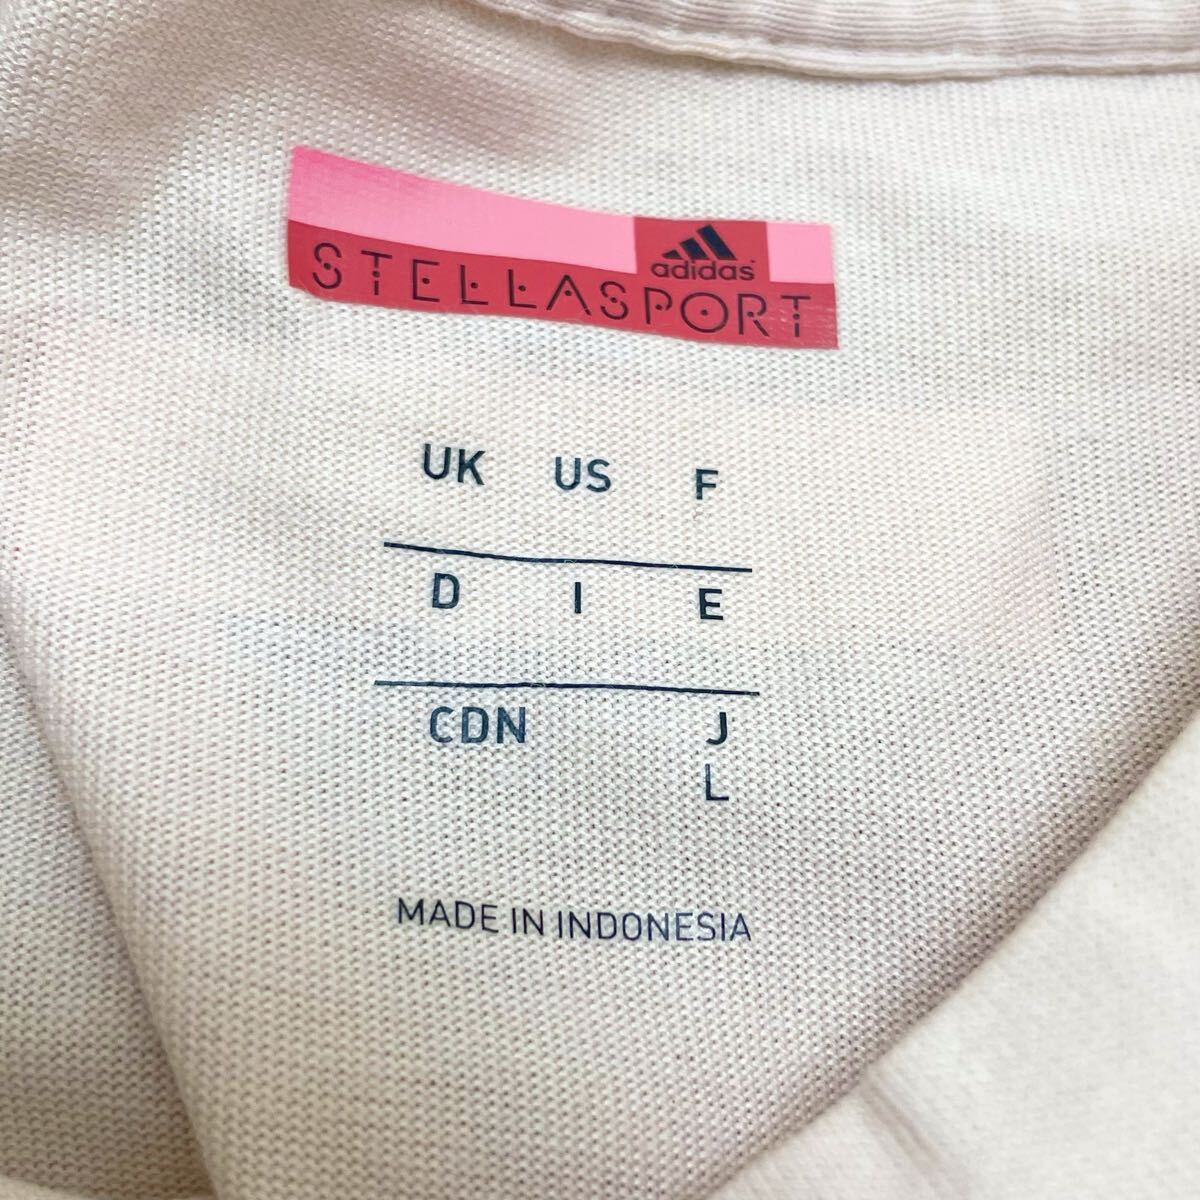 adidas
STELLASPORT
UK US F
D I E
CDN J
L
MADE IN INDONESIA